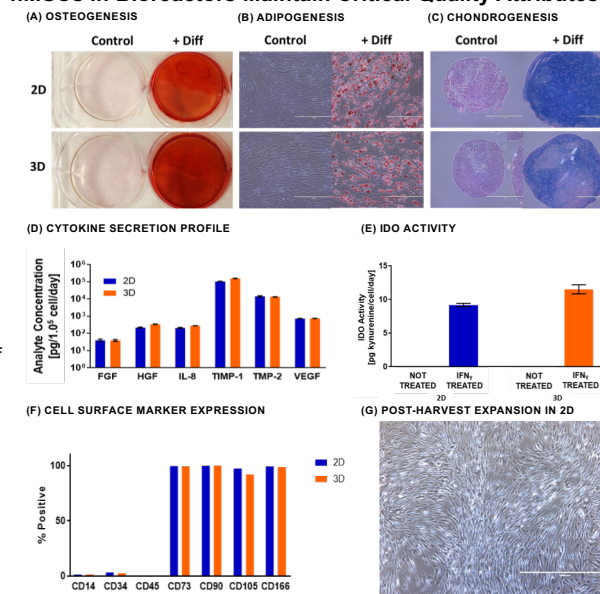 in Bioreactors Maintain Critical Quality Attributes
(A) OSTEOGENESIS
(B) ADIPOGENESIS
(C) CHONDROGENESIS
Control + Diff
Control + Diff
Control + Diff
2D
3D
(D) CYTOKINE SECRETION PROFILE
(E) IDO ACTIVITY
Analyte Concentration
[pg/10⁵ cell/day]
10⁶
10⁵
10⁴
10³
10²
10¹
10⁰
2D
3D
FGF HGF IL-8 TIMP-1 TMP-2 VEGF
IDO Activity
[pg kynurenine/cell/day]
15
10
5
0
NOT TREATED
IFNγ TREATED
NOT TREATED
IFNγ TREATED
2D
3D
(F) CELL SURFACE MARKER EXPRESSION
(G) POST-HARVEST EXPANSION IN 2D
% Positive
100
50
0
2D
3D
CD14 CD34 CD45 CD73 CD90 CD105 CD166